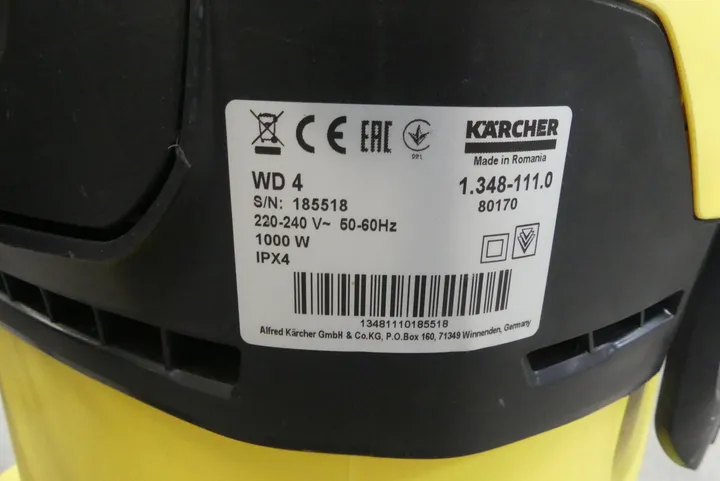 CE EAC
KÄRCHER
Made in Romania
WD 4
1.348-111.0
S/N: 185518
80170
220-240 V~ 50-60Hz
1000 W
IPX4
13481110185518
Alfred Kärcher GmbH & Co.KG, P.O.Box 160, 71349 Winnenden, Germany